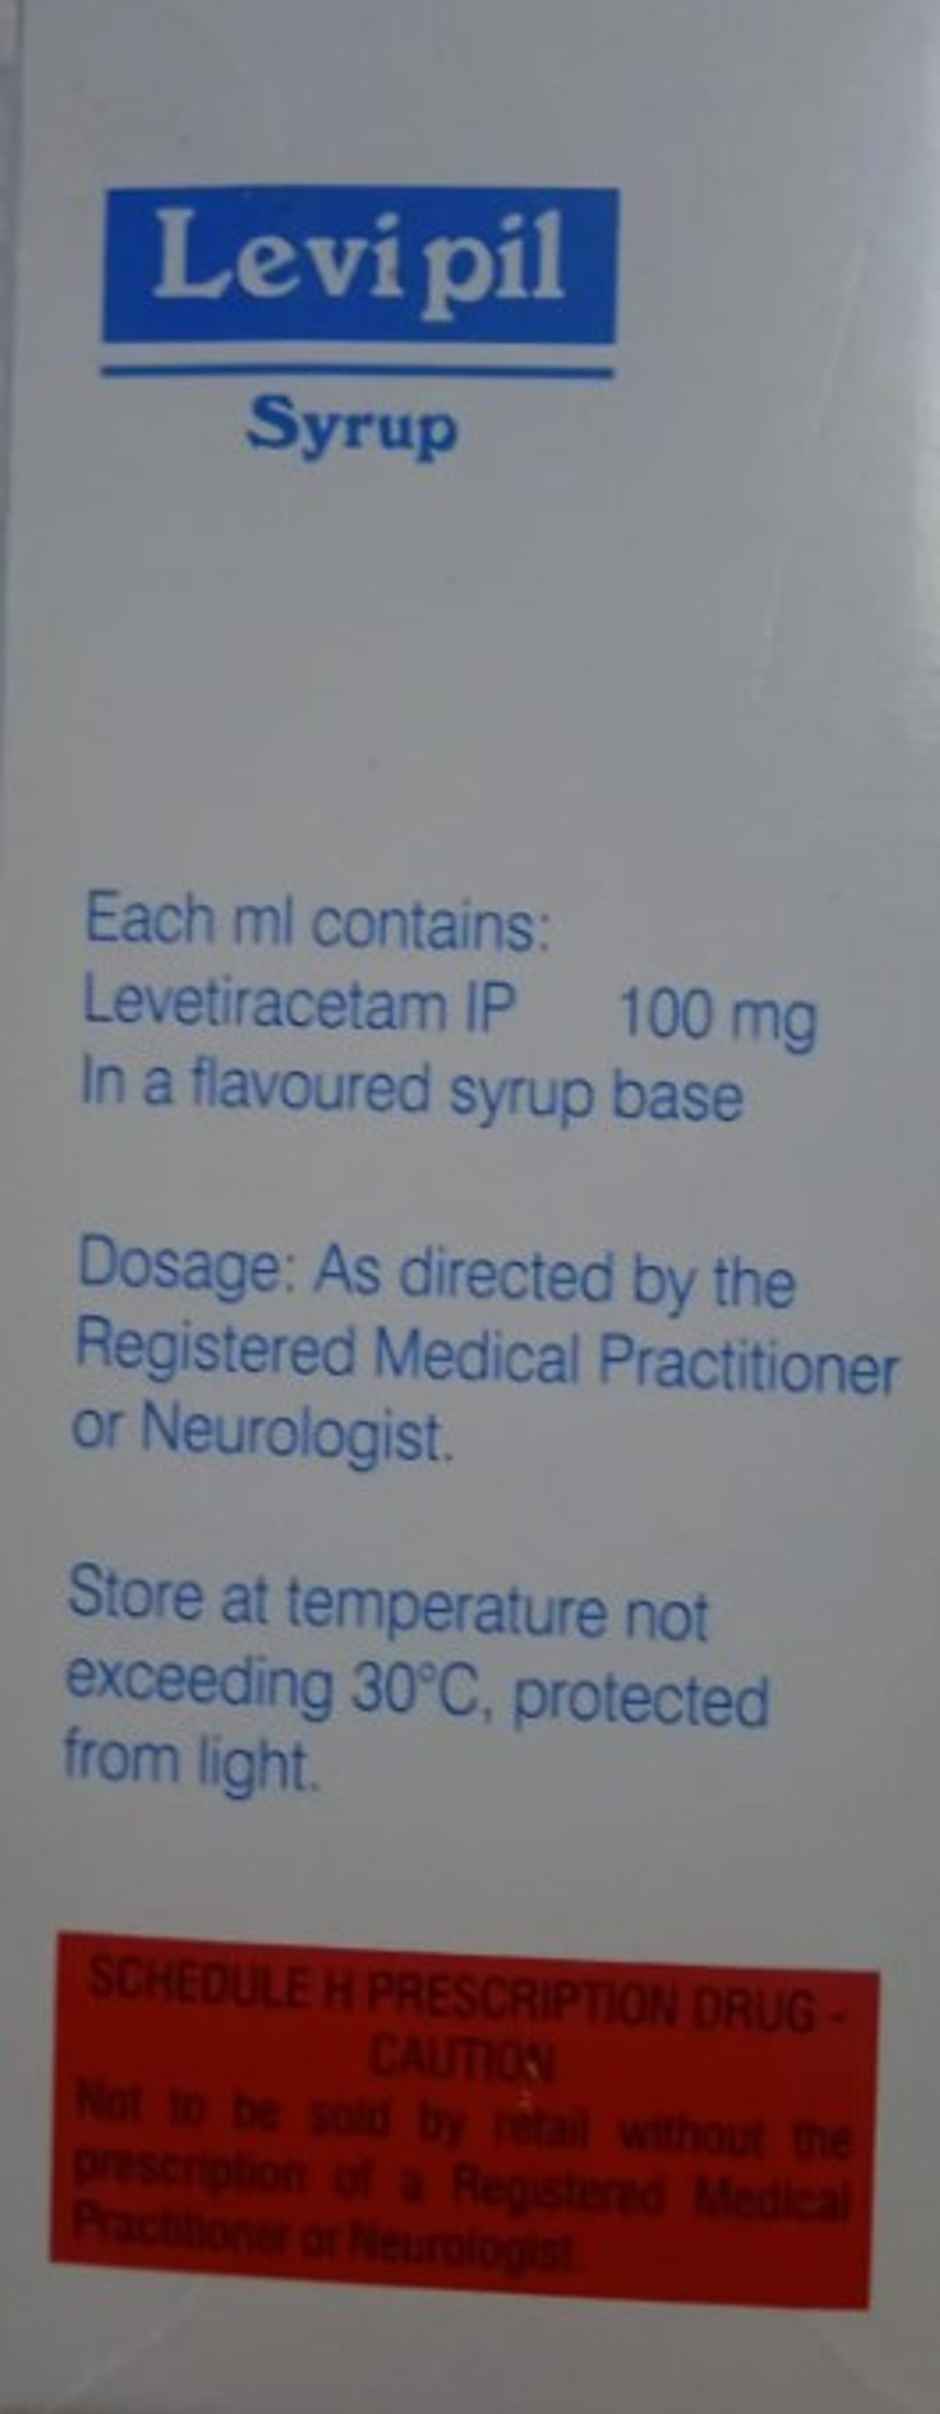 Levipil
Syrup
Each ml contains:
Levetiracetam IP 100 mg
In a flavoured syrup base
Dosage: As directed by the
Registered Medical Practitioner
or Neurologist.
Store at temperature not
exceeding 30°C, protected
from light.
SCHEDULE H PRESCRIPTION DRUG -
CAUTION
Not to be sold by retail without the
prescription of a Registered Medical
Practitioner or Neurologist.